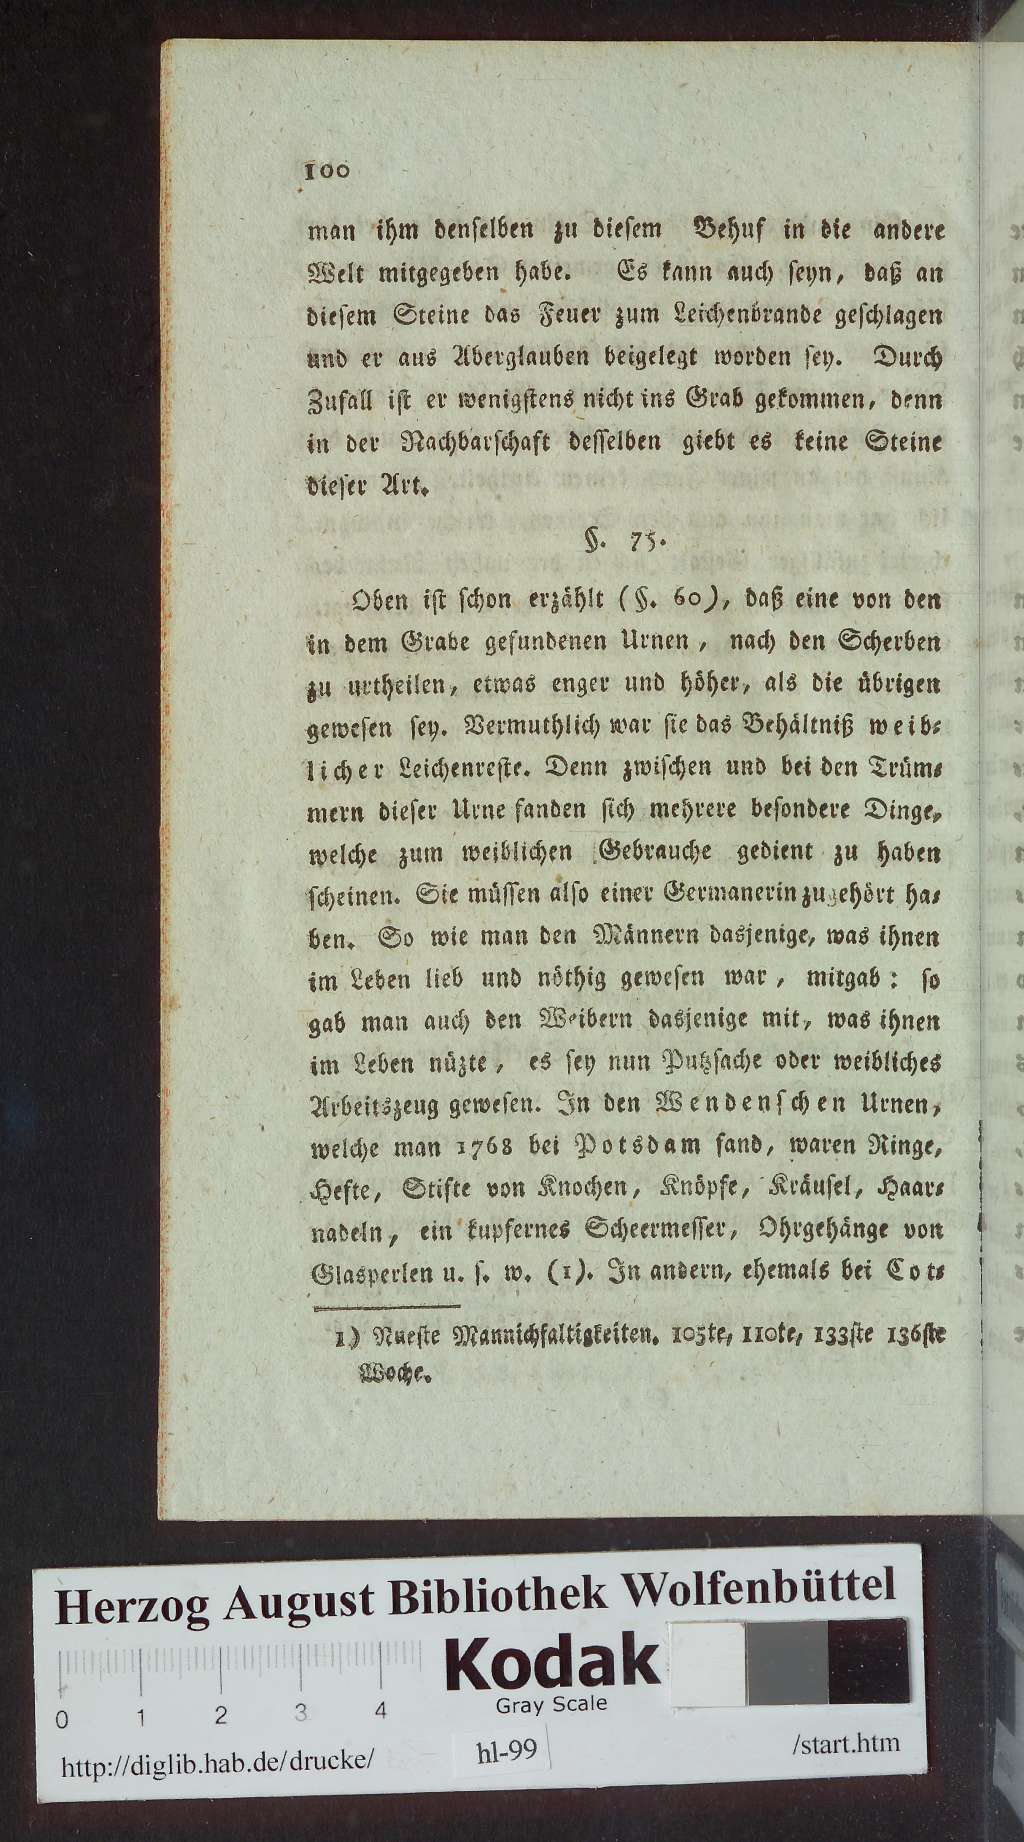 100
man ihm denselben zu diesem Behuf in die andere
Welt mitgegeben habe. Es kann auch seyn, daß an
diesem Steine das Feuer zum Leichenbrande geschlagen
und er aus Aberglauben beigelegt worden sey. Durch
Zufall ist er wenigstens nicht ins Grab gekommen, denn
in der Nachbarschaft desselben giebt es keine Steine
dieser Art.
§. 75.
Oben ist schon erzählt (§. 60), daß eine von den
in dem Grabe gefundenen Urnen, nach den Scherben
zu urtheilen, etwas enger und höher, als die übrigen
gewesen sey. Vermuthlich war sie das Behältniß weib-
licher Leichenreste. Denn zwischen und bei den Trüm-
mern dieser Urne fanden sich mehrere besondere Dinge,
welche zum weiblichen Gebrauche gedient zu haben
scheinen. Sie müssen also einer Germanerin zugehört ha-
ben. So wie man den Männern dasjenige, was ihnen
im Leben lieb und nöthig gewesen war, mitgab: so
gab man auch den Weibern dasjenige mit, was ihnen
im Leben nüzte, es sey nun Putzsache oder weibliches
Arbeitszeug gewesen. In den Wendenschen Urnen,
welche man 1768 bei Potsdam fand, waren Ringe,
Hefte, Stifte von Knochen, Knöpfe, Kräusel, Haar-
nadeln, ein kupfernes Scheermesser, Ohrgehänge von
Glasperlen u. s. w. (1). In andern, ehemals bei Cot-
1) Nueste Mannichfaltigkeiten. 105te, 110te, 133ste 136ste
Woche.
Herzog August Bibliothek Wolfenbüttel
Kodak
Gray Scale
0 1 2 3 4
http://diglib.hab.de/drucke/ hl-99 /start.htm